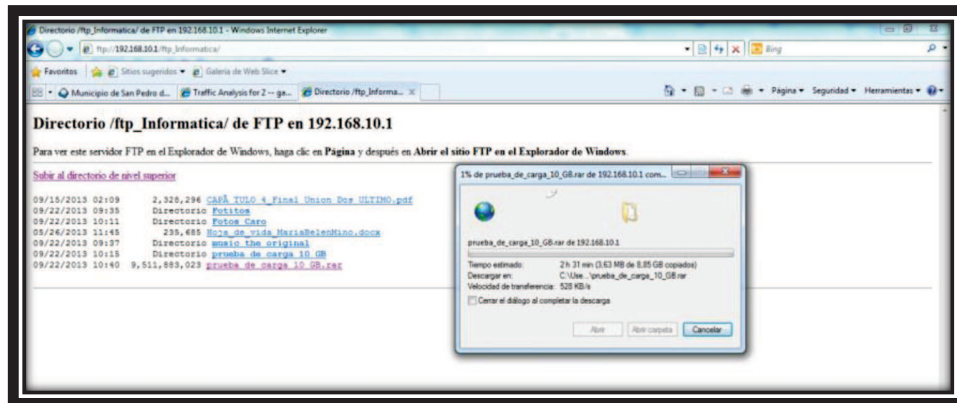 Directorio /ftp_Informatica/ de FTP en 192.168.10.1 - Windows Internet Explorer
ftp://192.168.10.1/ftp_Informatica/
Bing
Favoritos Sitios sugeridos Galería de Web Slice
Municipio de San Pedro d... Traffic Analysis for 2 -- ga... Directorio /ftp_Informa...
Página Seguridad Herramientas
Directorio /ftp_Informatica/ de FTP en 192.168.10.1
Para ver este servidor FTP en el Explorador de Windows, haga clic en Página y después en Abrir el sitio FTP en el Explorador de Windows.
Subir al directorio de nivel superior
09/15/2013 02:09 2,328,296 CAPÃ TULO 4_Final Union Dos ULTIMO.pdf
09/22/2013 09:35 Directorio Fotitos
09/22/2013 10:11 Directorio Fotos Caro
05/26/2013 11:45 235,685 Hoja_de_vida_MariaBelenMino.docx
09/22/2013 09:37 Directorio music the original
09/22/2013 10:15 Directorio prueba de carga 10 GB
09/22/2013 10:40 9,511,883,023 prueba de carga 10 GB.rar
1% de prueba_de_carga_10_GB.rar de 192.168.10.1 com...
prueba_de_carga_10_GB.rar de 192.168.10.1
Tiempo estimado: 2 h 31 min (3,63 MB de 8,85 GB copiados)
Descargar en: C:\Use...\prueba_de_carga_10_GB.rar
Velocidad de transferencia: 528 KB/s
Cerrar el diálogo al completar la descarga
Abrir Abrir carpeta Cancelar